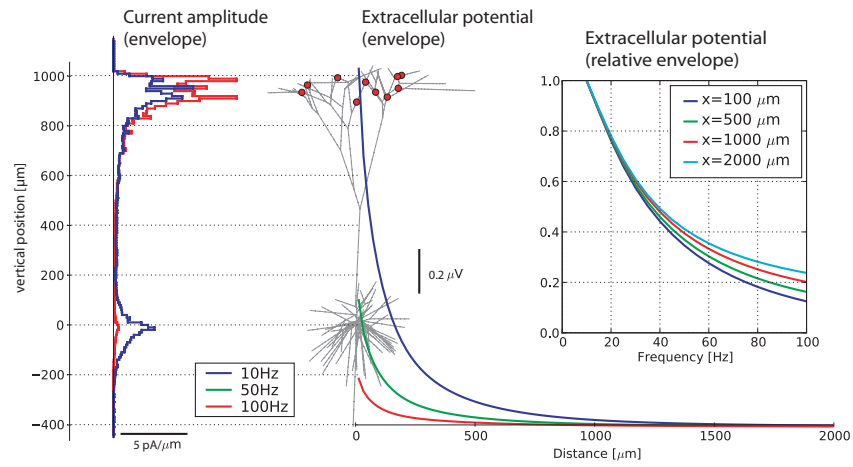 Current amplitude
(envelope)
Extracellular potential
(envelope)
Extracellular potential
(relative envelope)
vertical position [µm]
1000
800
600
400
200
0
−200
−400
5 pA/µm
10Hz
50Hz
100Hz
0.2 µV
0
500
1000
1500
2000
Distance [µm]
1.0
0.8
0.6
0.4
0.2
0.0
x=100 µm
x=500 µm
x=1000 µm
x=2000 µm
0
20
40
60
80
100
Frequency [Hz]